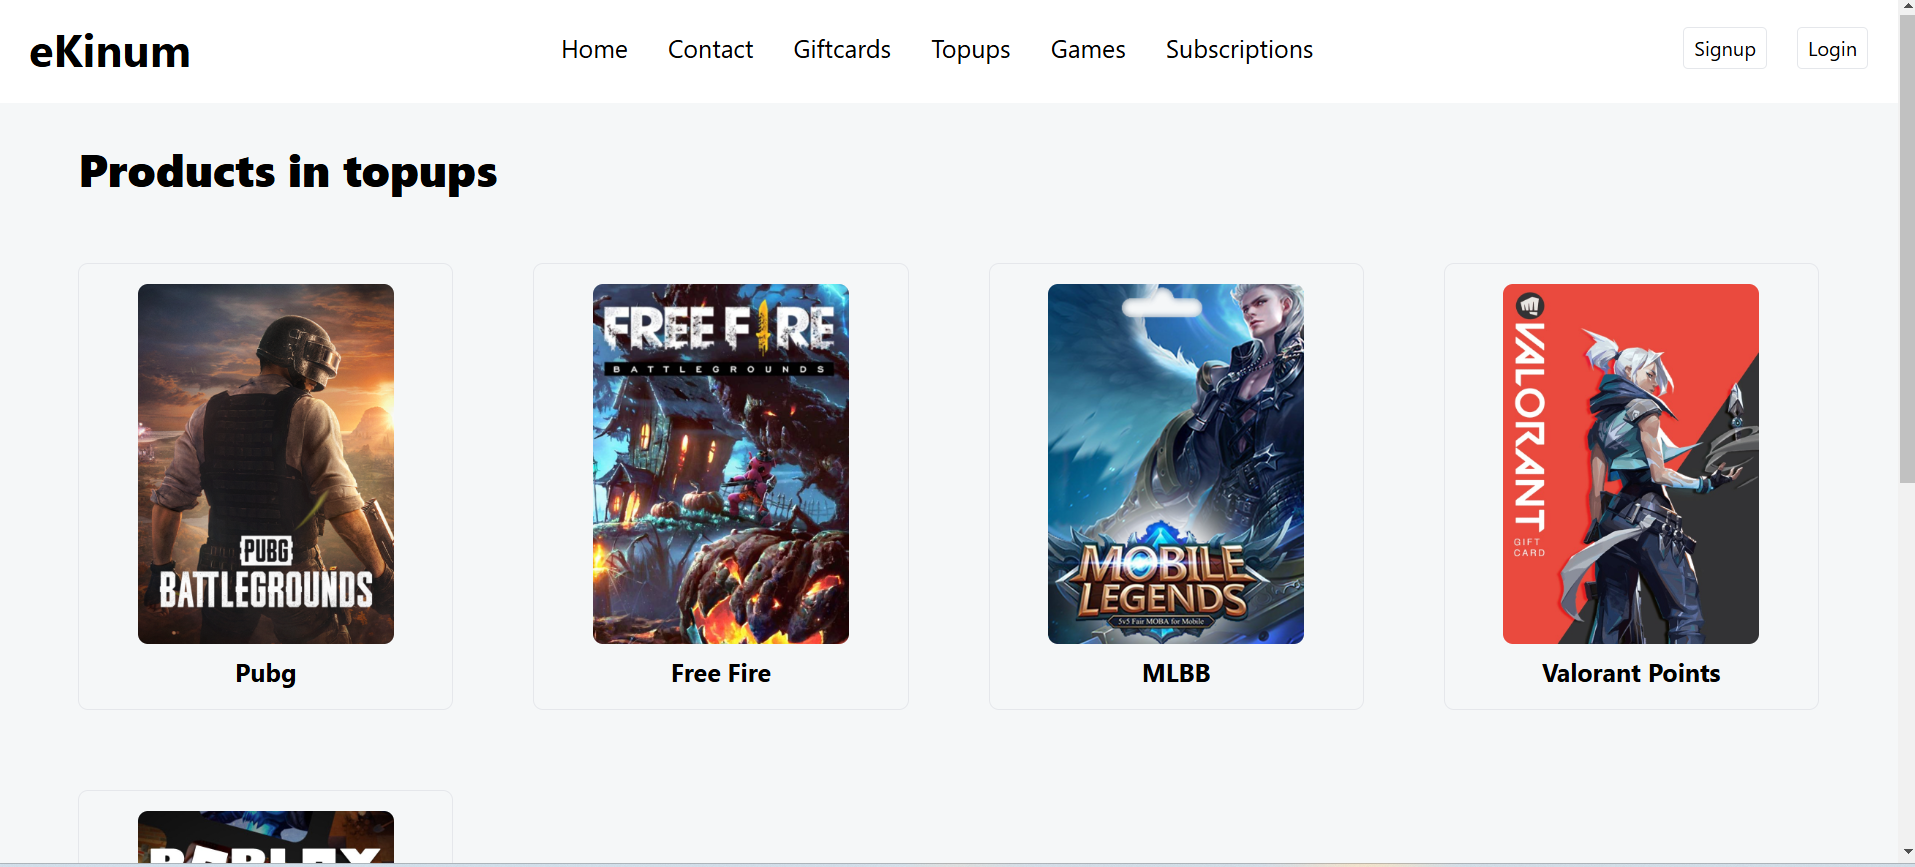 eKinum
Home Contact Giftcards Topups Games Subscriptions
Signup Login
Products in topups
PUBG
BATTLEGROUNDS
Pubg
FREE FIRE
BATTLEGROUNDS
Free Fire
MOBILE
LEGENDS
5v5 Fair MOBA for Mobile
MLBB
VALORANT
GIFT
CARD
Valorant Points
ROBLOX